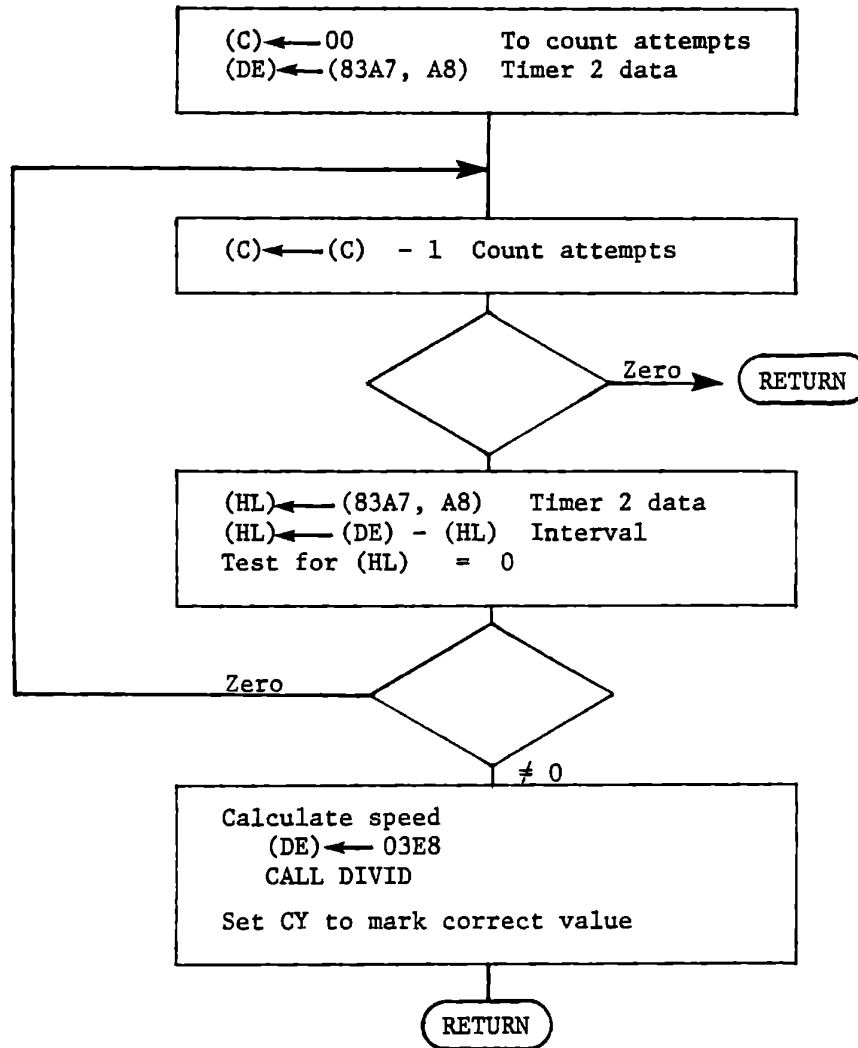 (C)←00 To count attempts
(DE)←(83A7, A8) Timer 2 data
(C)←(C) - 1 Count attempts
Zero
RETURN
(HL)←(83A7, A8) Timer 2 data
(HL)←(DE) - (HL) Interval
Test for (HL) = 0
Zero
≠ 0
Calculate speed
(DE)←03E8
CALL DIVID
Set CY to mark correct value
RETURN